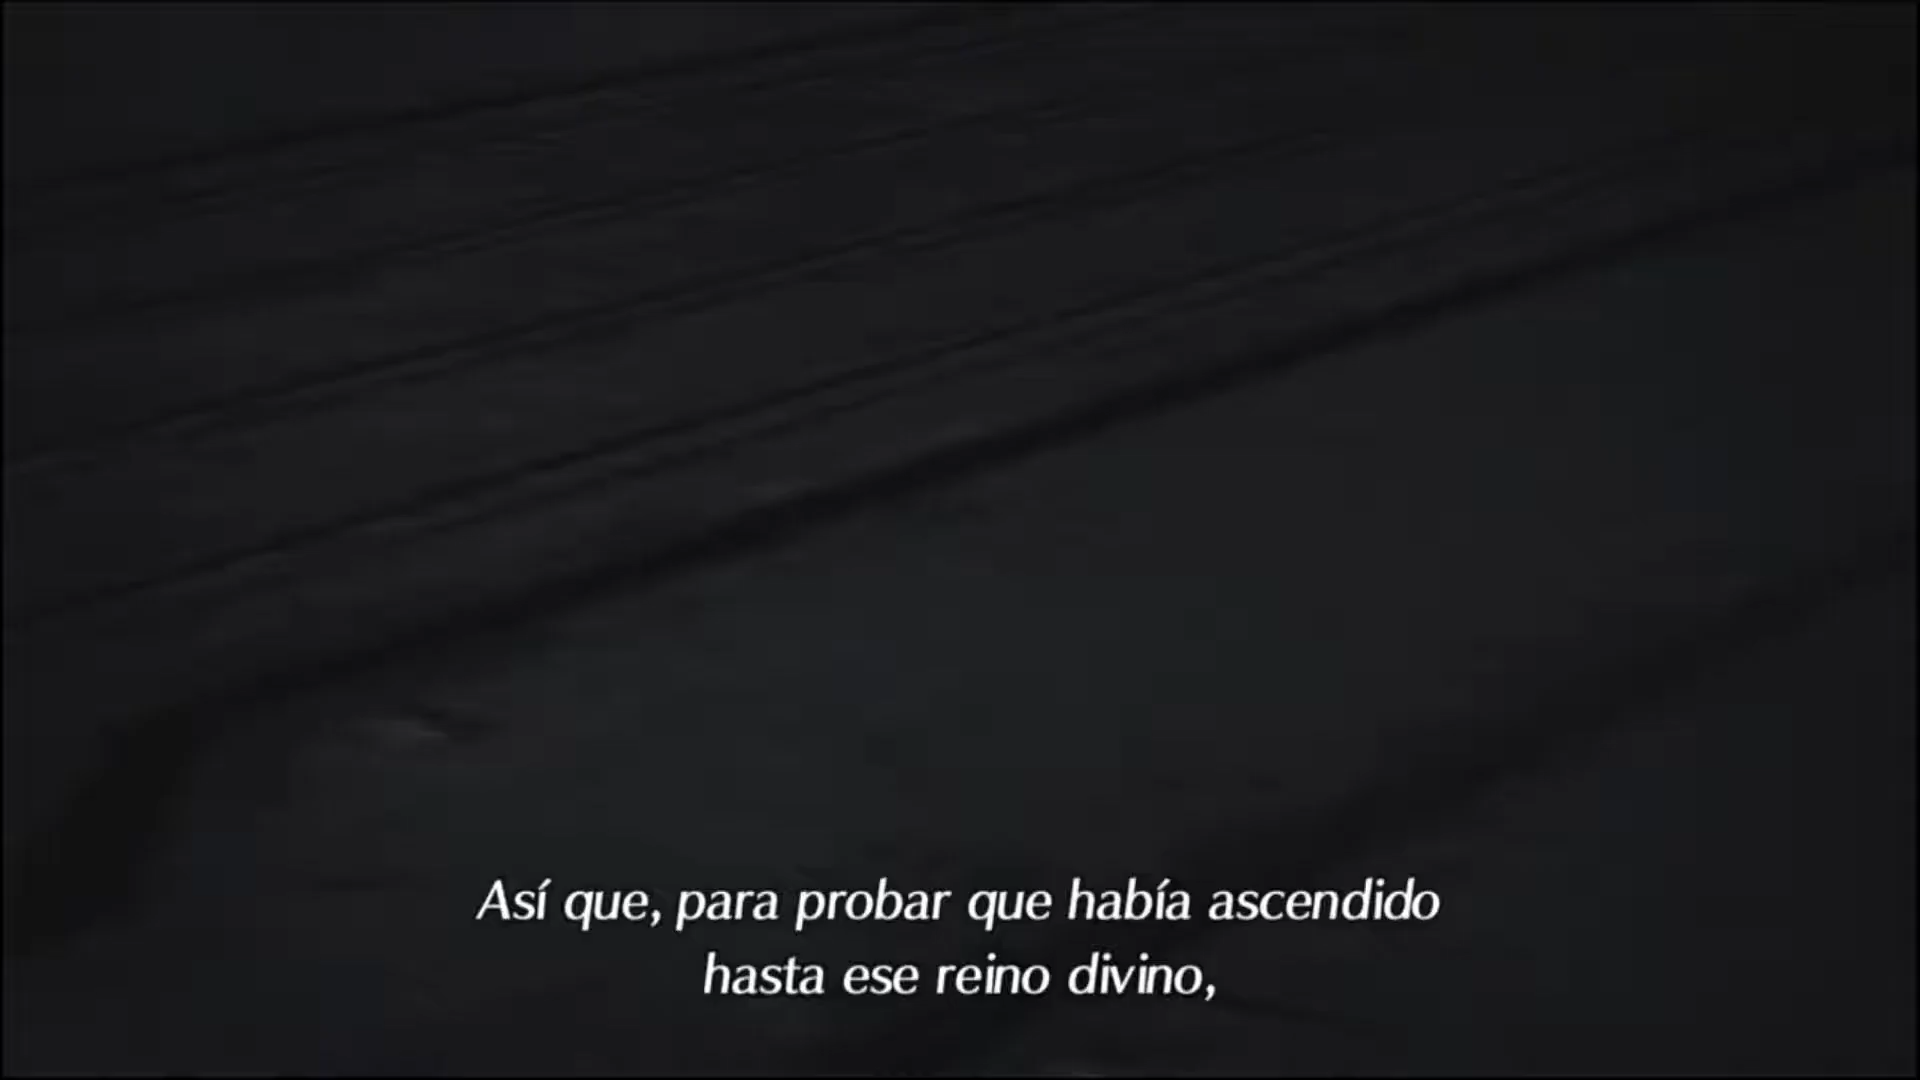 Así que, para probar que había ascendido
hasta ese reino divino,